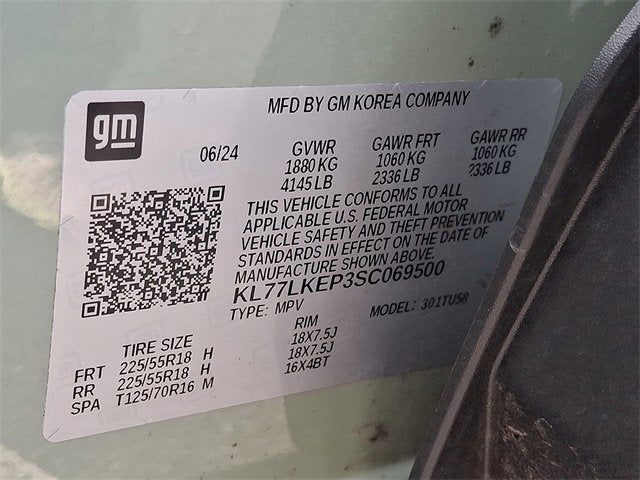 gm
MFD BY GM KOREA COMPANY
06/24
GVWR GAWR FRT GAWR RR
1880 KG 1060 KG 1060 KG
4145 LB 2336 LB 2336 LB
THIS VEHICLE CONFORMS TO ALL
APPLICABLE U.S. FEDERAL MOTOR
VEHICLE SAFETY AND THEFT PREVENTION
STANDARDS IN EFFECT ON THE DATE OF
MANUFACTURE SHOWN ABOVE.
KL77LKEP3SC069500
TYPE: MPV MODEL: 301TU58
TIRE SIZE RIM
FRT 225/55R18 H 18X7.5J
RR 225/55R18 H 18X7.5J
SPA T125/70R16 M 16X4BT